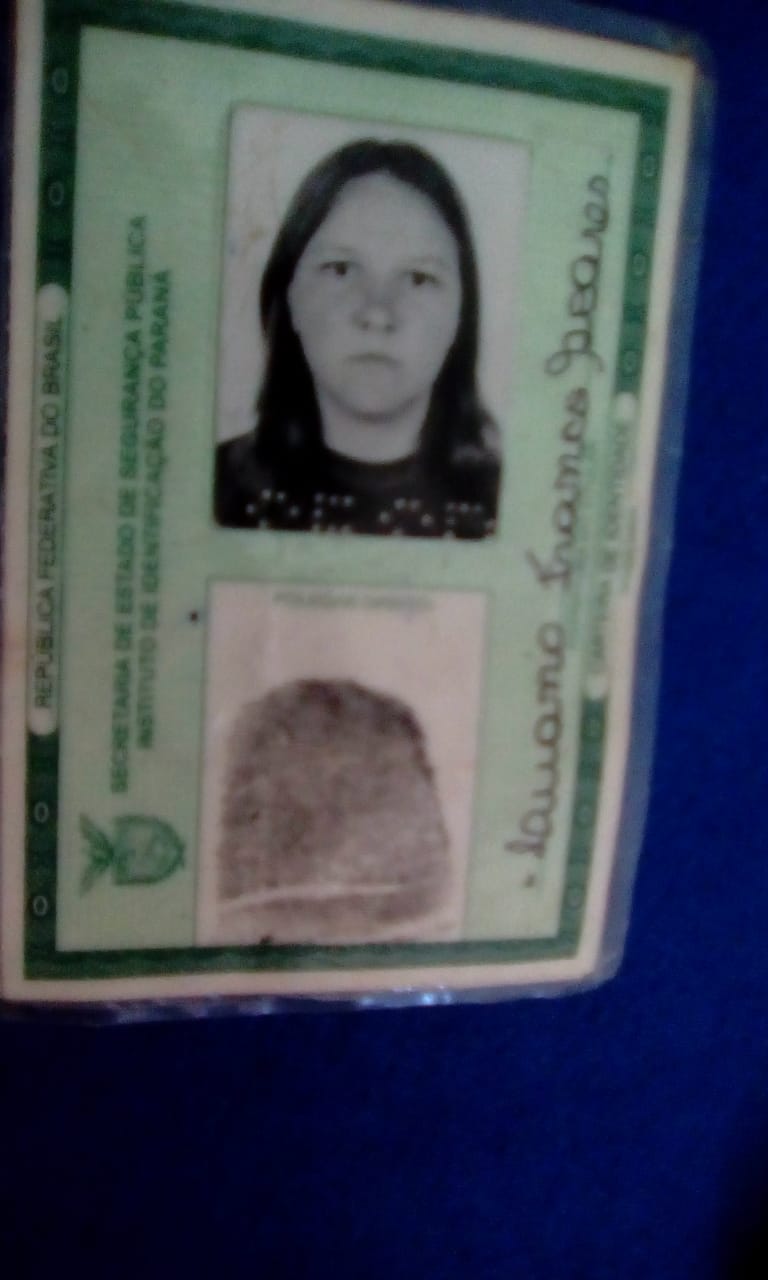 REPÚBLICA FEDERATIVA DO BRASIL
SECRETARIA DE ESTADO DE SEGURANÇA PÚBLICA
INSTITUTO DE IDENTIFICAÇÃO DO PARANÁ
Franco Soares
CARTEIRA DE IDENTIDADE